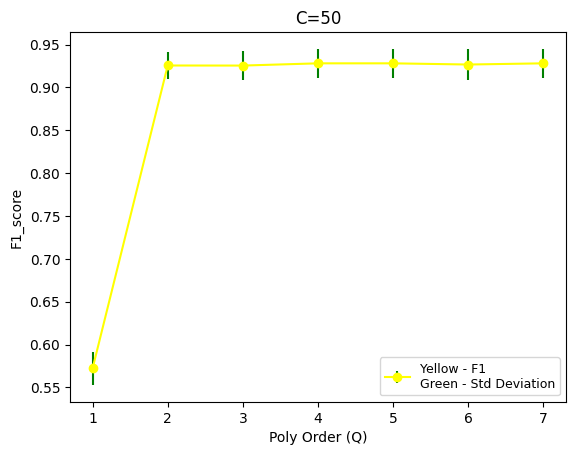 C=50
0.95
0.90
0.85
0.80
0.75
0.70
0.65
0.60
0.55
F1_score
1 2 3 4 5 6 7
Poly Order (Q)
Yellow - F1
Green - Std Deviation